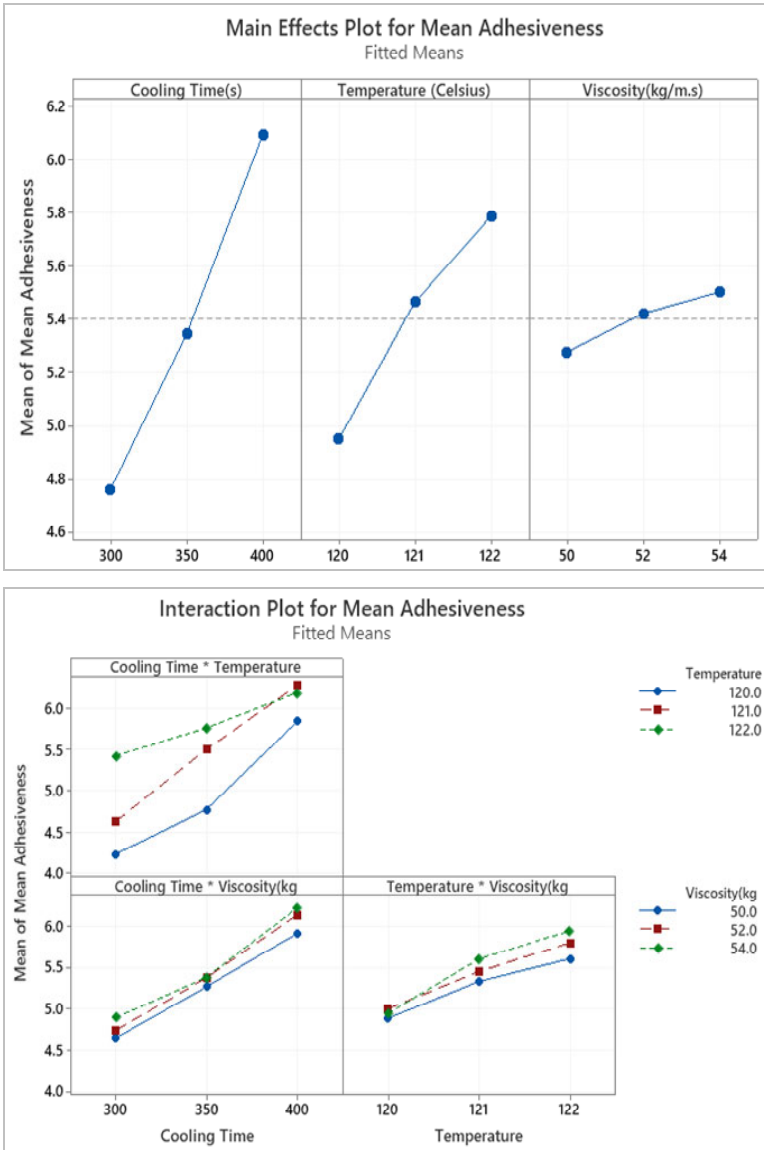 Main Effects Plot for Mean Adhesiveness
Fitted Means
Cooling Time(s) Temperature (Celsius) Viscosity(kg/m.s)
Mean of Mean Adhesiveness
6.2
6.0
5.8
5.6
5.4
5.2
5.0
4.8
4.6
300 350 400 120 121 122 50 52 54
Interaction Plot for Mean Adhesiveness
Fitted Means
Cooling Time * Temperature
Mean of Mean Adhesiveness
6.0
5.5
5.0
4.5
4.0
Temperature
120.0
121.0
122.0
Cooling Time * Viscosity(kg Temperature * Viscosity(kg
6.0
5.5
5.0
4.5
4.0
Viscosity(kg
50.0
52.0
54.0
300 350 400 120 121 122
Cooling Time Temperature